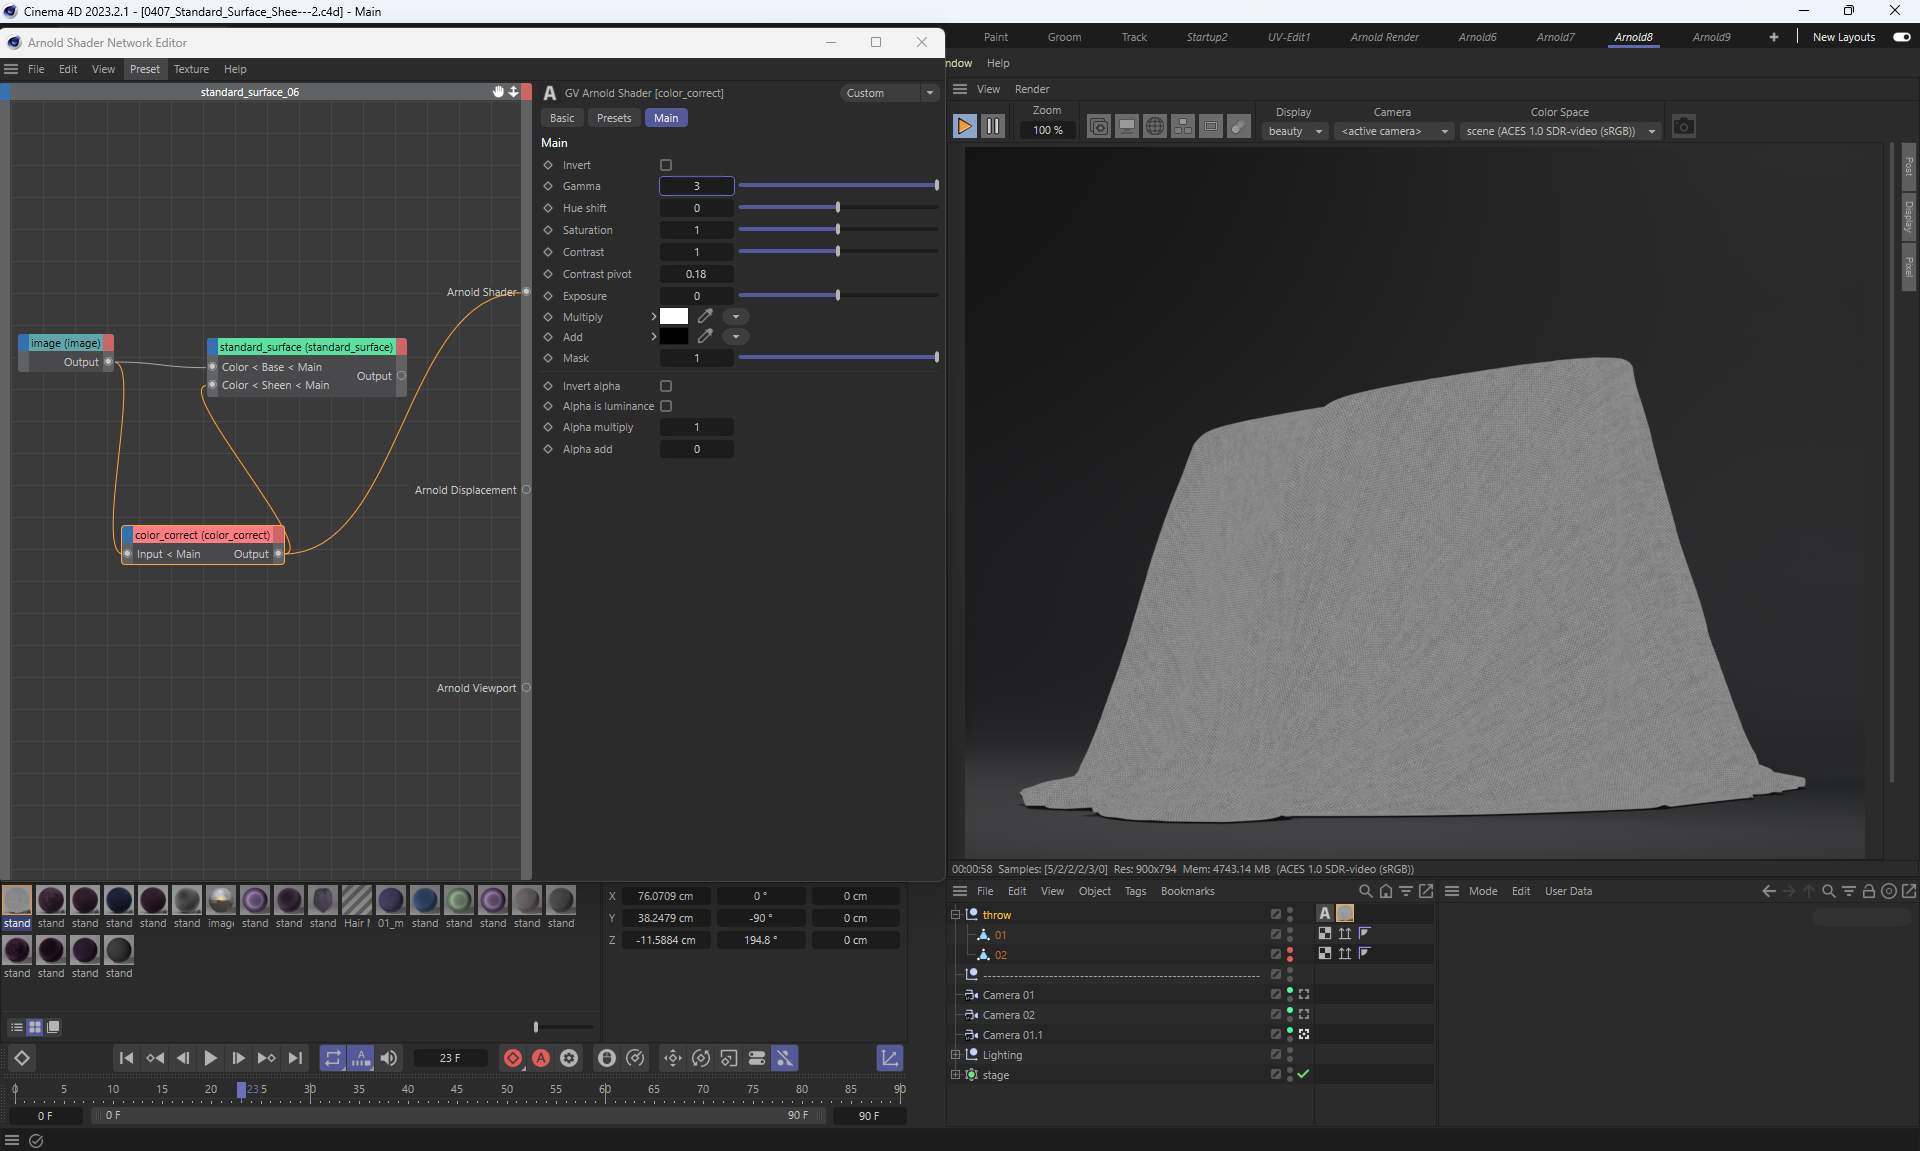 Cinema 4D 2023.2.1 - [0407_Standard_Surface_Shee---2.c4d] - Main
Arnold Shader Network Editor
Paint
Groom
Track
Startup2
UV-Edit1
Arnold Render
Arnold6
Arnold7
Arnold8
Arnold9
New Layouts
File
Edit
View
Preset
Texture
Help
ndow
Help
View
Render
standard_surface_06
A
GV Arnold Shader [color_correct]
Custom
Basic
Presets
Main
Main
Invert
Gamma 3
Hue shift 0
Saturation 1
Contrast 1
Contrast pivot 0.18
Exposure 0
Multiply
Add
Mask 1
Invert alpha
Alpha is luminance
Alpha multiply 1
Alpha add 0
Arnold Shader
image (image)
Output
standard_surface (standard_surface)
Color < Base < Main
Output
Color < Sheen < Main
Arnold Displacement
color_correct (color_correct)
Input < Main Output
Arnold Viewport
Zoom
100 %
Display
beauty
Camera
<active camera>
Color Space
scene (ACES 1.0 SDR-video (sRGB))
Post
Display
Pixel
00:00:58 Samples: [5/2/2/2/3/0] Res: 900x794 Mem: 4743.14 MB (ACES 1.0 SDR-video (sRGB))
stand
stand
stand
stand
stand
stand
image
stand
stand
stand
Hair
01_m
stand
stand
stand
stand
stand
stand
stand
stand
stand
X 76.0709 cm 0 ° 0 cm
Y 38.2479 cm -90 ° 0 cm
Z -11.5884 cm 194.8 ° 0 cm
File
Edit
View
Object
Tags
Bookmarks
Mode
Edit
User Data
throw
A
01
02
--------------------------------------------------------------
Camera 01
Camera 02
Camera 01.1
Lighting
stage
A
23 F
A
0 5 10 15 20 23.5 30 35 40 45 50 55 60 65 70 75 80 85 90
0 F
0 F
90 F
90 F